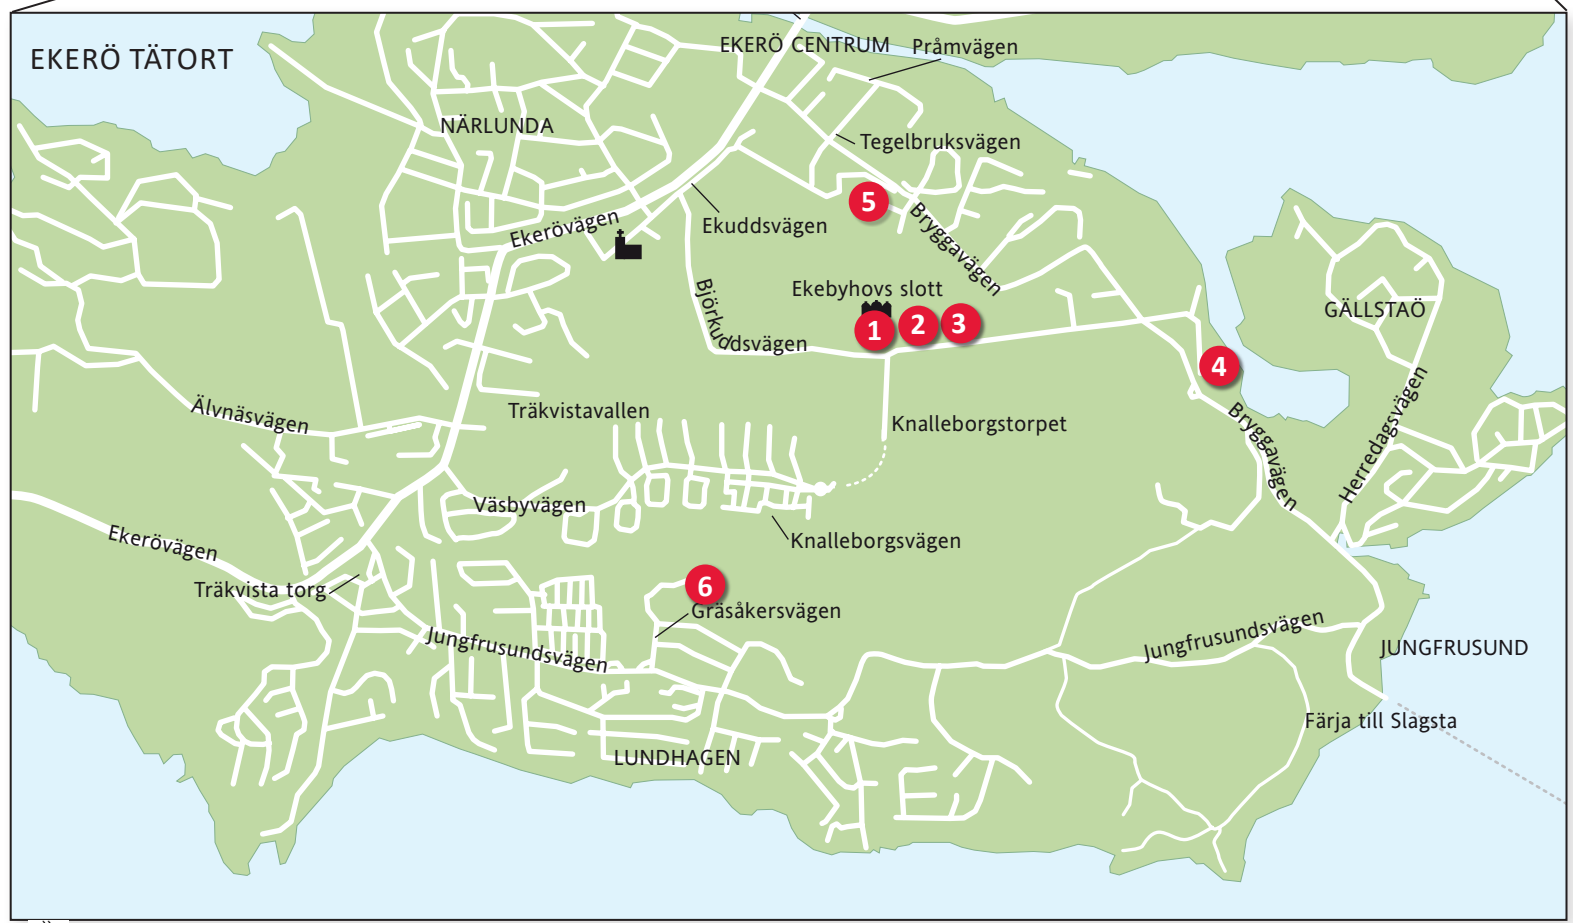 EKERÖ TÄTORT
EKERÖ CENTRUM
Pråmvägen
NÄRLUNDA
Tegelbruksvägen
5
Ekerövägen
Ekuddsvägen
Bryggavägen
Björkuddsvägen
Ekebyhovs slott
1
2
3
GÄLLSTAÖ
4
Älvnäsvägen
Träkvistavallen
Knalleborgstorpet
Bryggavägen
Herredagsvägen
Väsbyvägen
Knalleborgsvägen
Ekerövägen
Träkvista torg
6
Gräsåkersvägen
Jungfrusundsvägen
Jungfrusundsvägen
JUNGFRUSUND
Färja till Slagsta
LUNDHAGEN